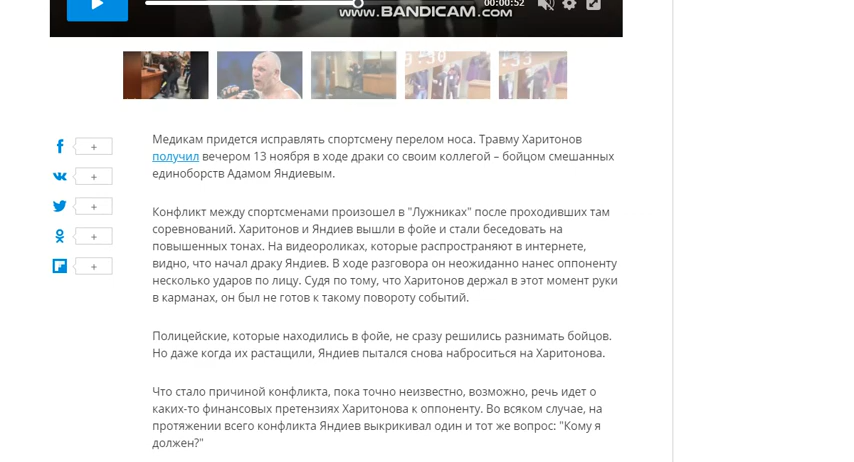 00:00:52
WWW.BANDICAM.COM
Медикам придется исправлять спортсмену перелом носа. Травму Харитонов
получил вечером 13 ноября в ходе драки со своим коллегой – бойцом смешанных
единоборств Адамом Яндиевым.
Конфликт между спортсменами произошел в "Лужниках" после проходивших там
соревнований. Харитонов и Яндиев вышли в фойе и стали беседовать на
повышенных тонах. На видеороликах, которые распространяют в интернете,
видно, что начал драку Яндиев. В ходе разговора он неожиданно нанес оппоненту
несколько ударов по лицу. Судя по тому, что Харитонов держал в этот момент руки
в карманах, он был не готов к такому повороту событий.
Полицейские, которые находились в фойе, не сразу решились разнимать бойцов.
Но даже когда их растащили, Яндиев пытался снова наброситься на Харитонова.
Что стало причиной конфликта, пока точно неизвестно, возможно, речь идет о
каких-то финансовых претензиях Харитонова к оппоненту. Во всяком случае, на
протяжении всего конфликта Яндиев выкрикивал один и тот же вопрос: "Кому я
должен?"